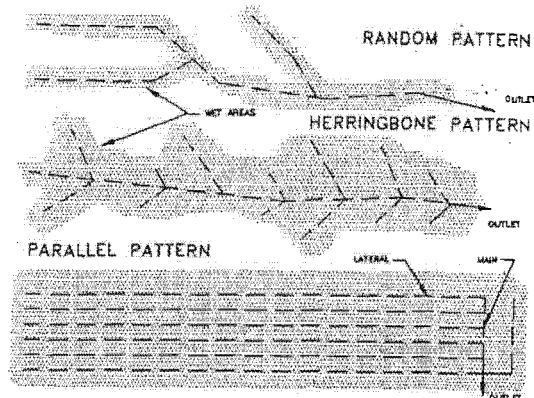 RANDOM PATTERN
OUTLET
WET AREAS
HERRINGBONE PATTERN
OUTLET
PARALLEL PATTERN
LATERAL
MAIN
OUTLET